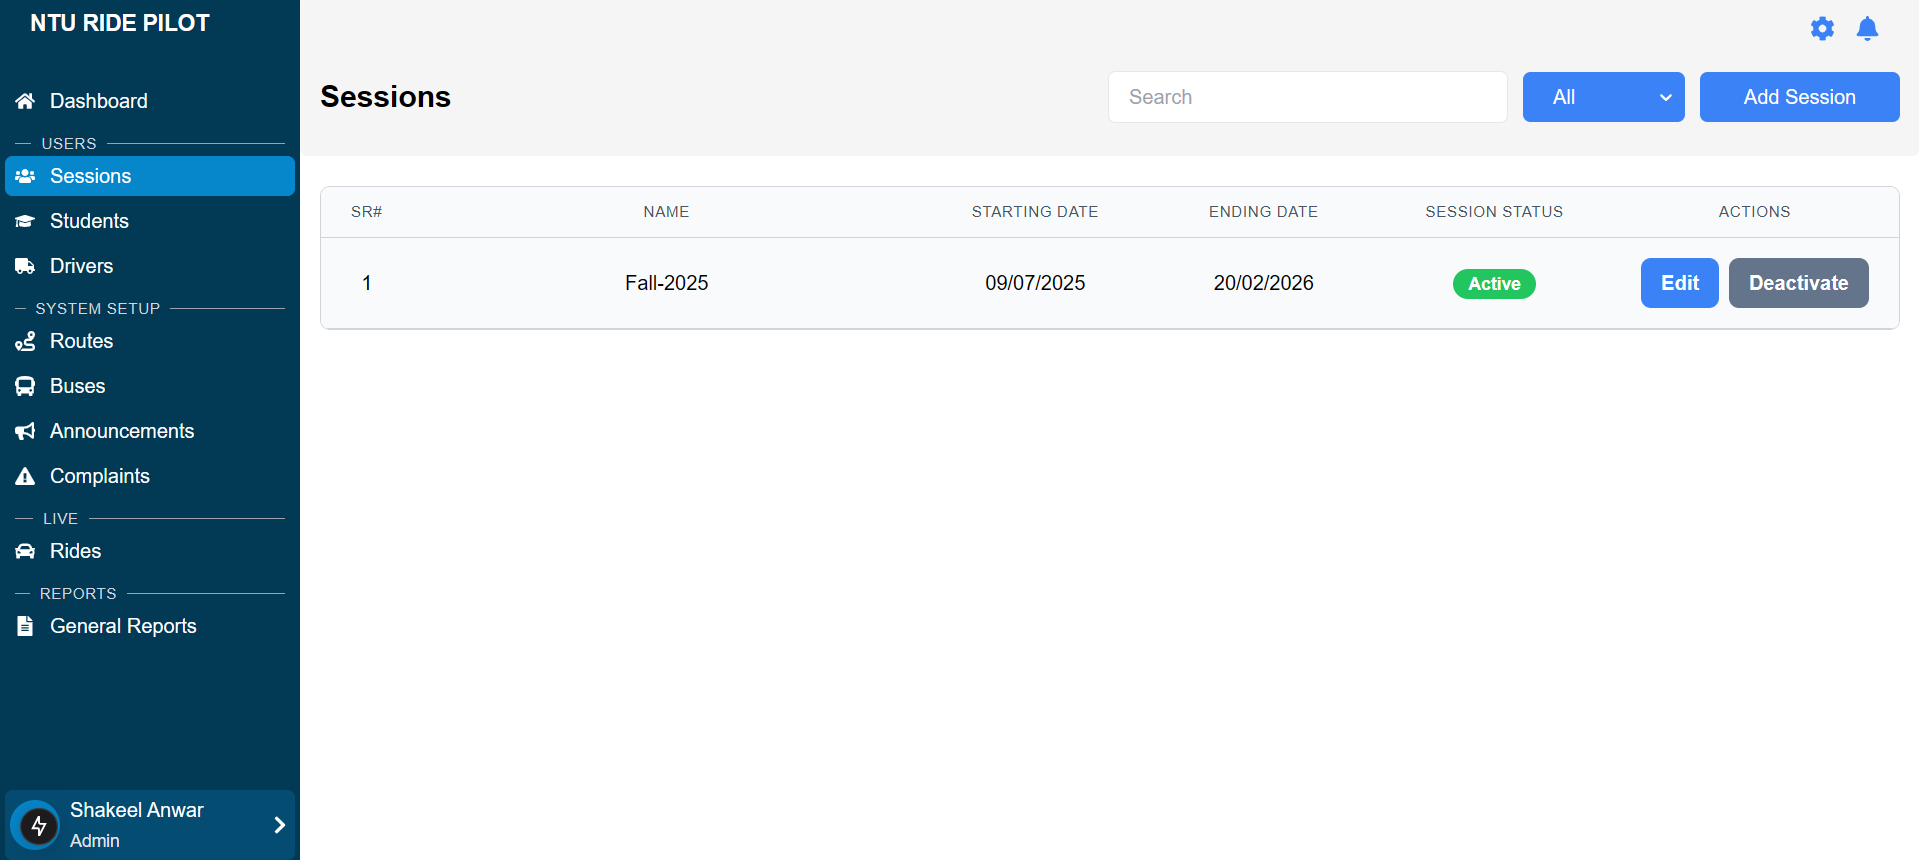 NTU RIDE PILOT
Dashboard
USERS
Sessions
Students
Drivers
SYSTEM SETUP
Routes
Buses
Announcements
Complaints
LIVE
Rides
REPORTS
General Reports
Shakeel Anwar
Admin
Sessions
Search
All
Add Session
SR# NAME STARTING DATE ENDING DATE SESSION STATUS ACTIONS
1 Fall-2025 09/07/2025 20/02/2026 Active Edit Deactivate